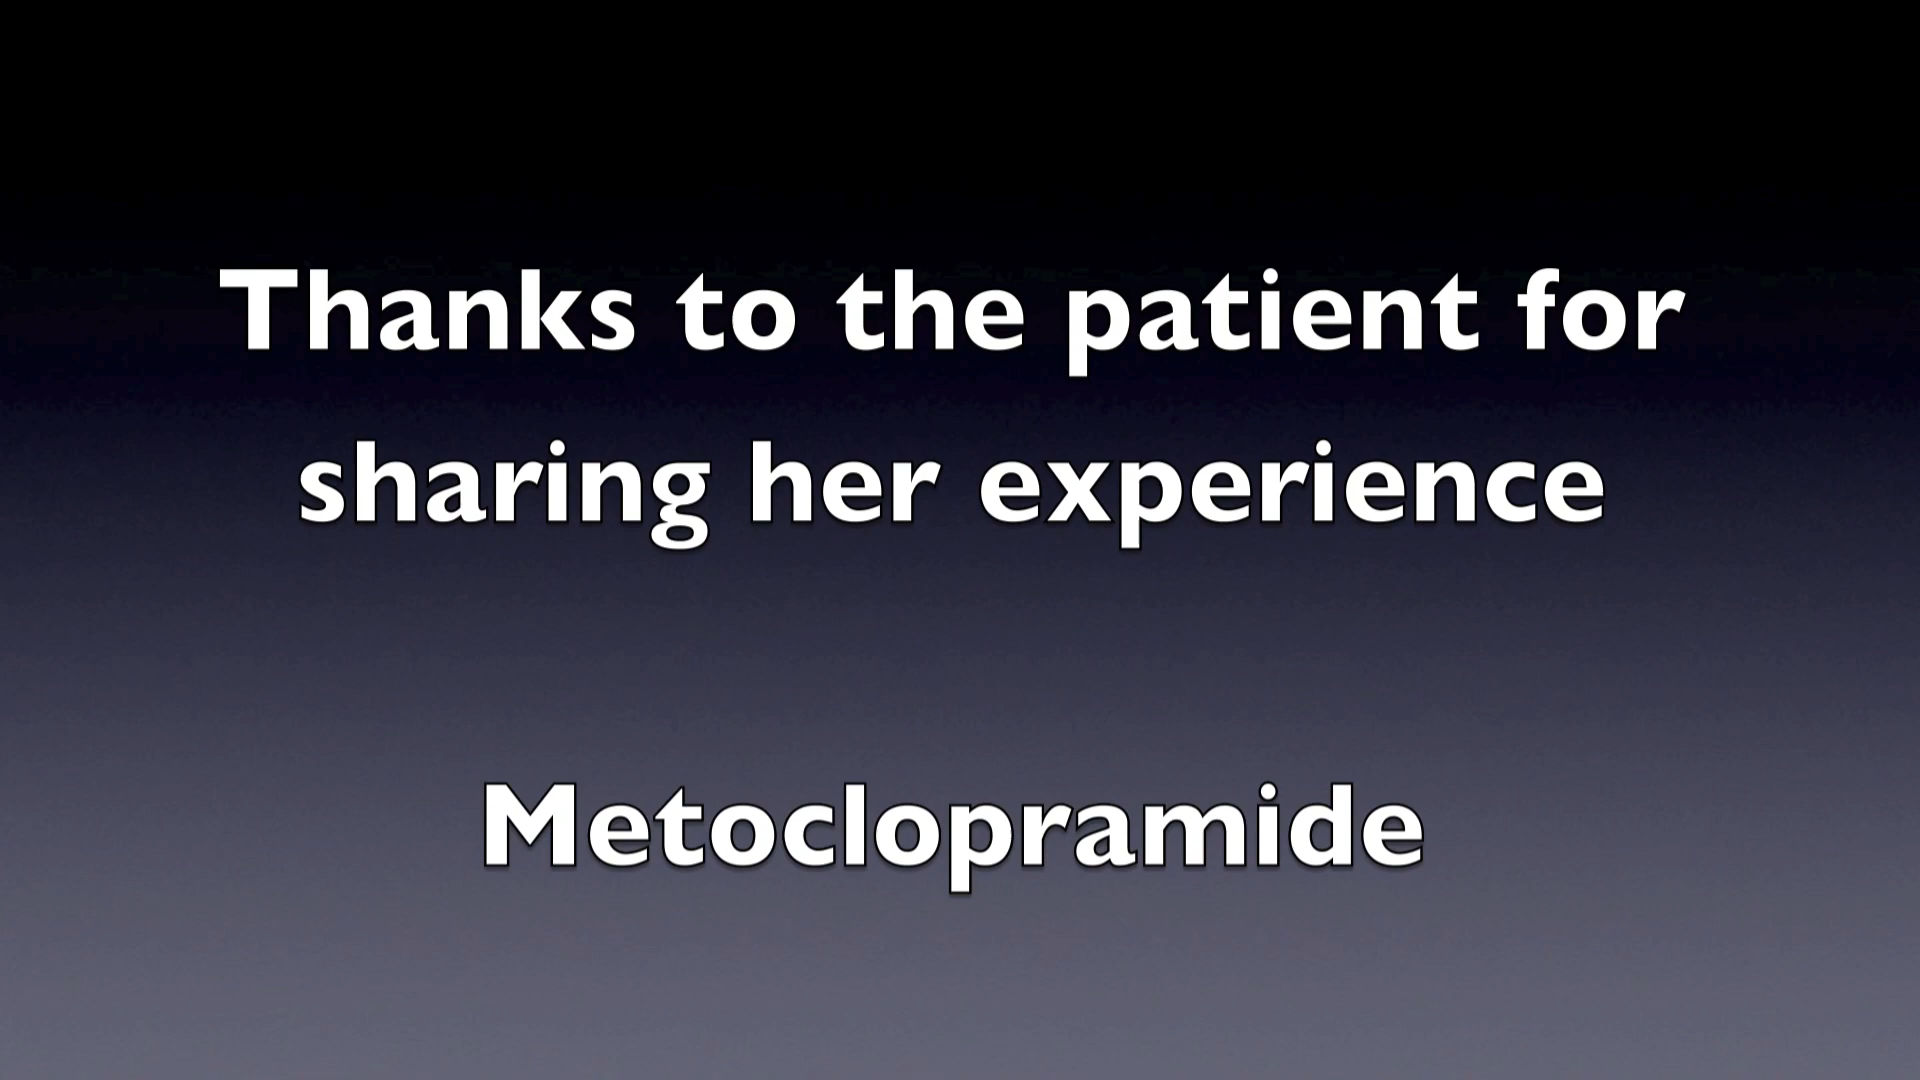 Thanks to the patient for
sharing her experience
Metoclopramide